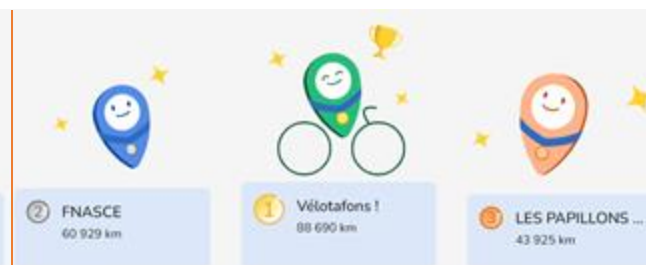 2 FNASCE
60 929 km
1 Vélotafons !
88 690 km
3 LES PAPILLONS ...
43 925 km